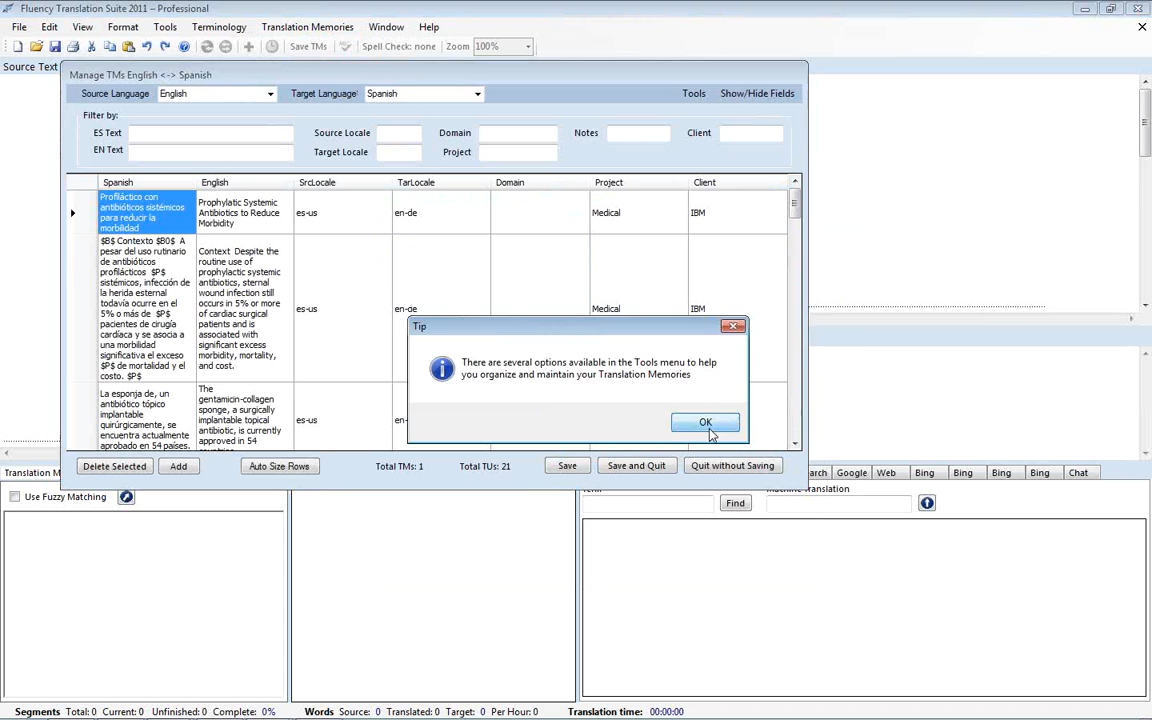 Fluency Translation Suite 2011 – Professional
File Edit View Format Tools Terminology Translation Memories Window Help
Save TMs Spell Check: none Zoom 100%
Source Text
Manage TMs English <-> Spanish
Source Language English Target Language: Spanish Tools Show/Hide Fields
Filter by:
ES Text Source Locale Domain Notes Client
EN Text Target Locale Project
Spanish English SrcLocale TarLocale Domain Project Client
Profiláctico con
antibióticos sistémicos
para reducir la
morbilidad
Prophylatic Systemic
Antibiotics to Reduce
Morbidity
es-us en-de Medical IBM
$B$ Contexto $B0$ A
pesar del uso rutinario
de antibióticos
profilácticos $P$
sistémicos, infección de
la herida esternal
todavía ocurre en el
5% o más de $P$
pacientes de cirugía
cardíaca y se asocia a
una morbilidad
significativa el exceso
$P$ de mortalidad y el
costo. $P$
Context Despite the
routine use of
prophylactic systemic
antibiotics, sternal
wound infection still
occurs in 5% or more
of cardiac surgical
patients and is
associated with
significant excess
morbidity, mortality,
and cost.
es-us en-de Medical IBM
La esponja de, un
antibiótico tópico
implantable
quirúrgicamente, se
encuentra actualmente
aprobado en 54 países.
The
gentamicin-collagen
sponge, a surgically
implantable topical
antibiotic, is currently
approved in 54
es-us en-
Tip
There are several options available in the Tools menu to help
you organize and maintain your Translation Memories
OK
Delete Selected Add Auto Size Rows Total TMs: 1 Total TUs: 21 Save Save and Quit Quit without Saving
Translation M arch Google Web Bing Bing Bing Bing Chat
Use Fuzzy Matching Find
Segments Total: 0 Current: 0 Unfinished: 0 Complete: 0% Words Source: 0 Translated: 0 Target: 0 Per Hour: 0 Translation time: 00:00:00